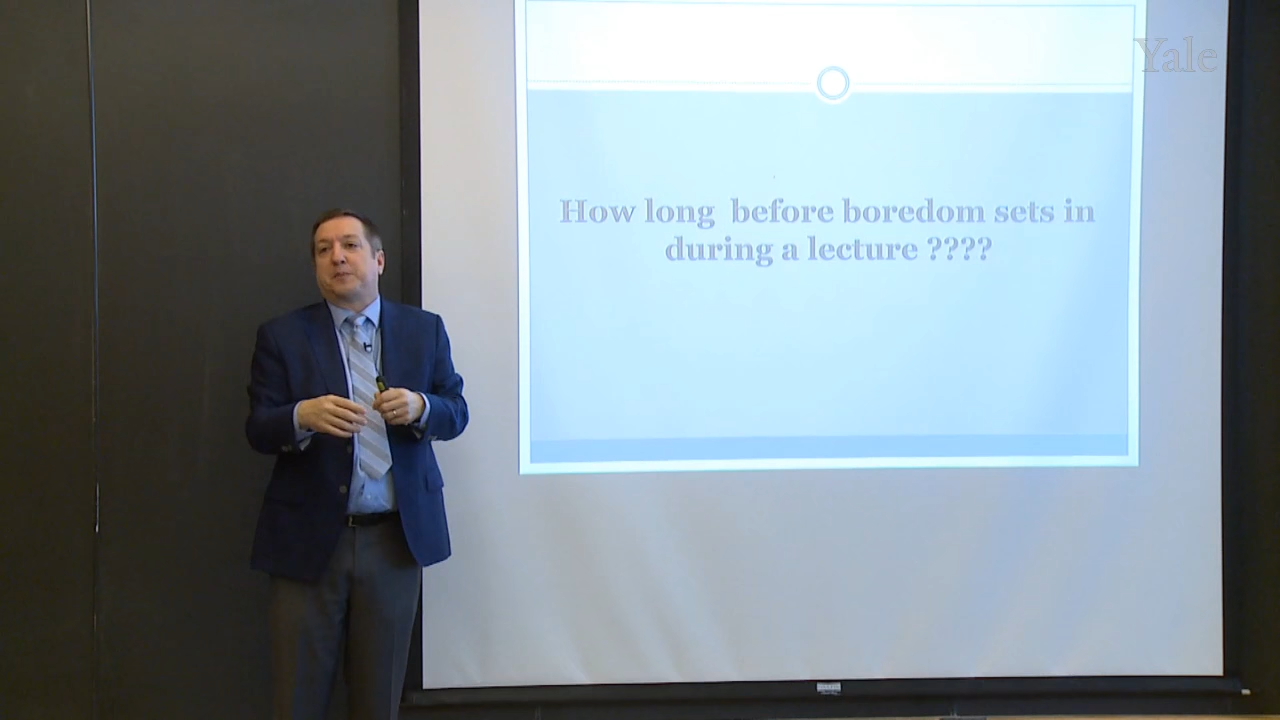 Yale
How long  before boredom sets in
during a lecture ????